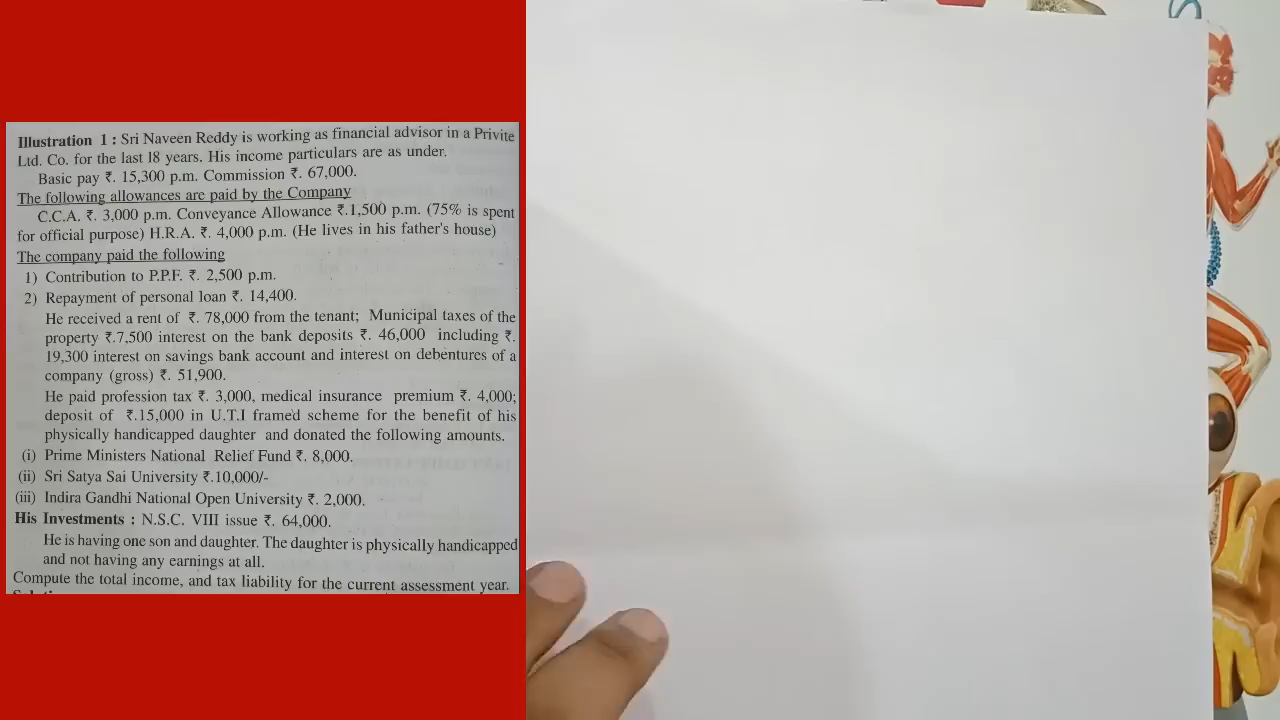 Illustration 1 : Sri Naveen Reddy is working as financial advisor in a Privite
Ltd. Co. for the last 18 years. His income particulars are as under.
Basic pay ₹. 15,300 p.m. Commission ₹. 67,000.
The following allowances are paid by the Company
C.C.A. ₹. 3,000 p.m. Conveyance Allowance ₹.1,500 p.m. (75% is spent
for official purpose) H.R.A. ₹. 4,000 p.m. (He lives in his father's house)
The company paid the following
1) Contribution to P.P.F. ₹. 2,500 p.m.
2) Repayment of personal loan ₹. 14,400.
He received a rent of ₹. 78,000 from the tenant; Municipal taxes of the
property ₹.7,500 interest on the bank deposits ₹. 46,000 including ₹.
19,300 interest on savings bank account and interest on debentures of a
company (gross) ₹. 51,900.
He paid profession tax ₹. 3,000, medical insurance premium ₹. 4,000;
deposit of ₹.15,000 in U.T.I framed scheme for the benefit of his
physically handicapped daughter and donated the following amounts.
(i) Prime Ministers National Relief Fund ₹. 8,000.
(ii) Sri Satya Sai University ₹.10,000/-
(iii) Indira Gandhi National Open University ₹. 2,000.
His Investments : N.S.C. VIII issue ₹. 64,000.
He is having one son and daughter. The daughter is physically handicapped
and not having any earnings at all.
Compute the total income, and tax liability for the current assessment year.